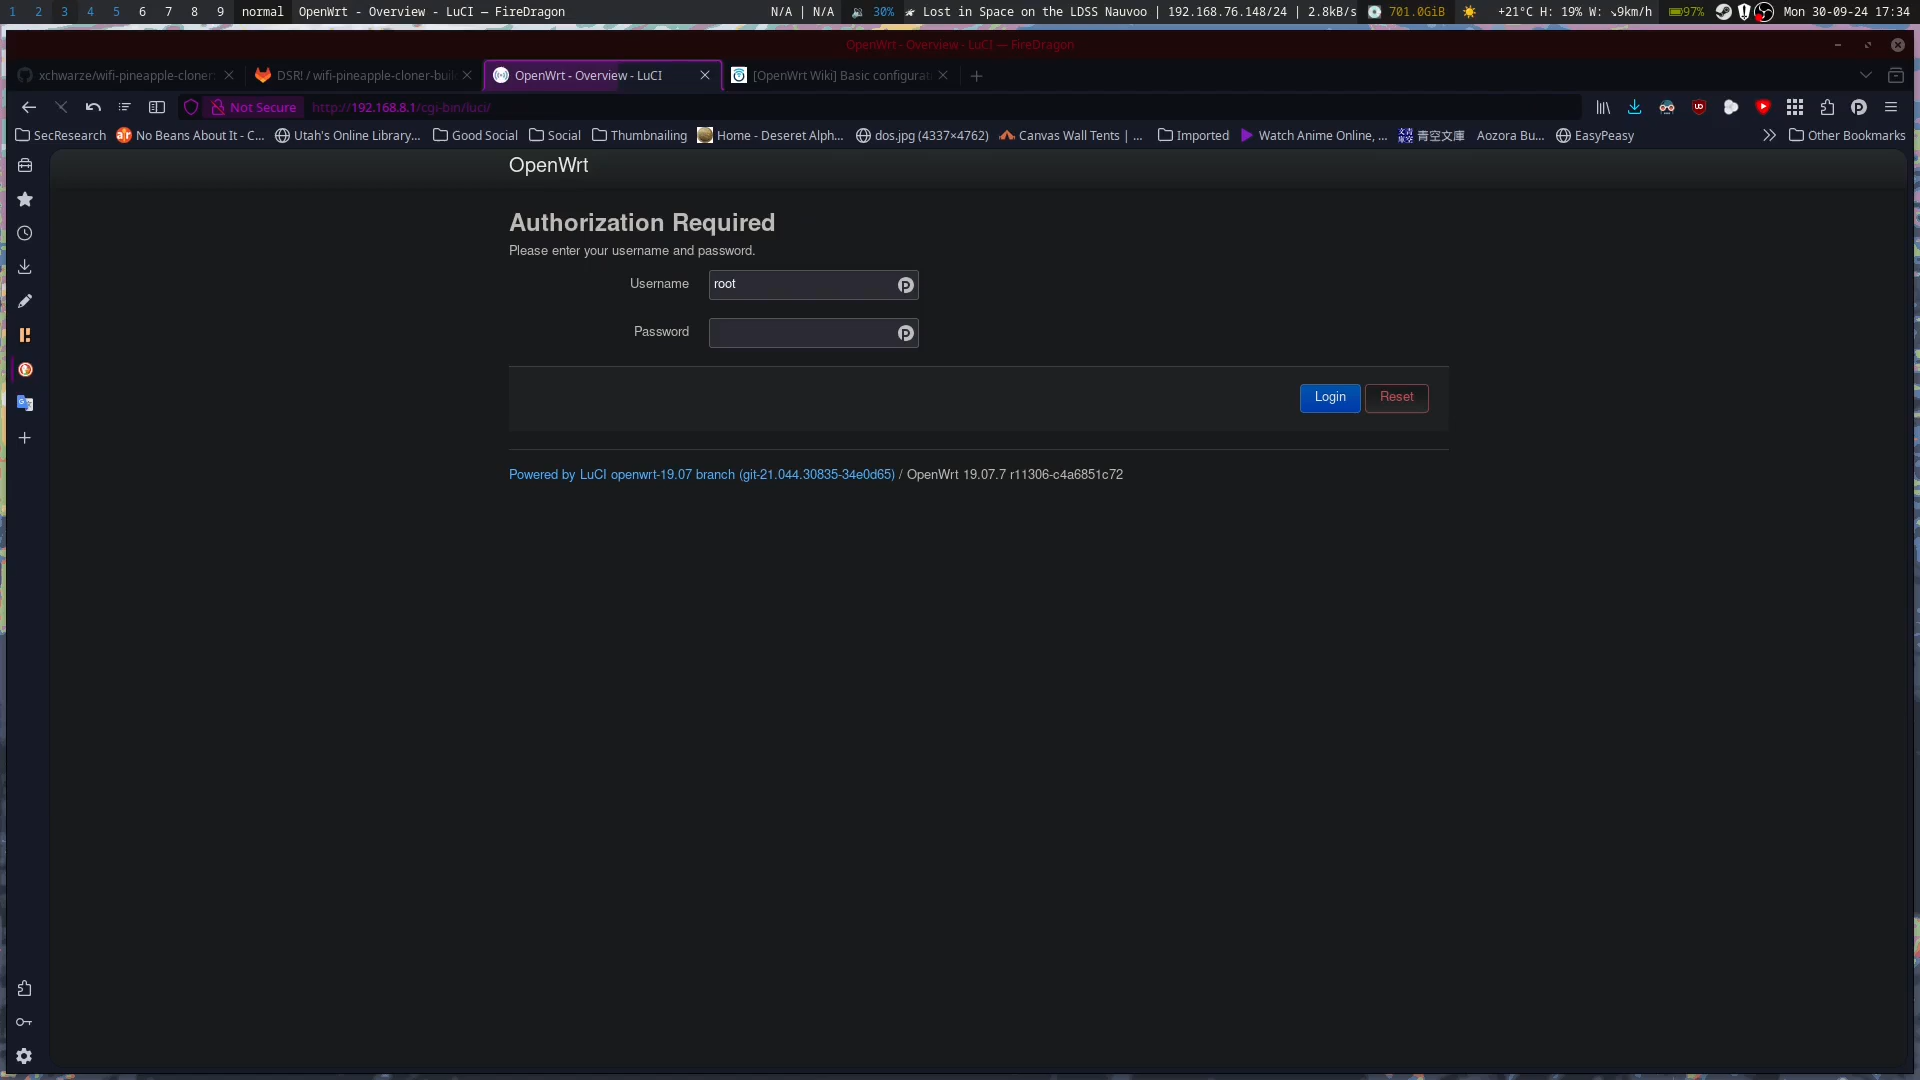 1 2 3 4 5 6 7 8 9 normal OpenWrt - Overview - LuCI — FireDragon N/A | N/A 30% Lost in Space on the LDSS Nauvoo | 192.168.76.148/24 | 2.8kB/s 701.0GiB +21°C H: 19% W: ↘9km/h 97% Mon 30-09-24 17:34
OpenWrt - Overview - LuCI — FireDragon
xchwarze/wifi-pineapple-cloner: DSR! / wifi-pineapple-cloner-buil OpenWrt - Overview - LuCI [OpenWrt Wiki] Basic configurat
Not Secure http://192.168.8.1/cgi-bin/luci/
SecResearch No Beans About It - C... Utah's Online Library... Good Social Social Thumbnailing Home - Deseret Alph... dos.jpg (4337×4762) Canvas Wall Tents | ... Imported Watch Anime Online, ... 青空文庫 Aozora Bu... EasyPeasy Other Bookmarks
OpenWrt
Authorization Required
Please enter your username and password.
Username root
Password
Login Reset
Powered by LuCI openwrt-19.07 branch (git-21.044.30835-34e0d65) / OpenWrt 19.07.7 r11306-c4a6851c72